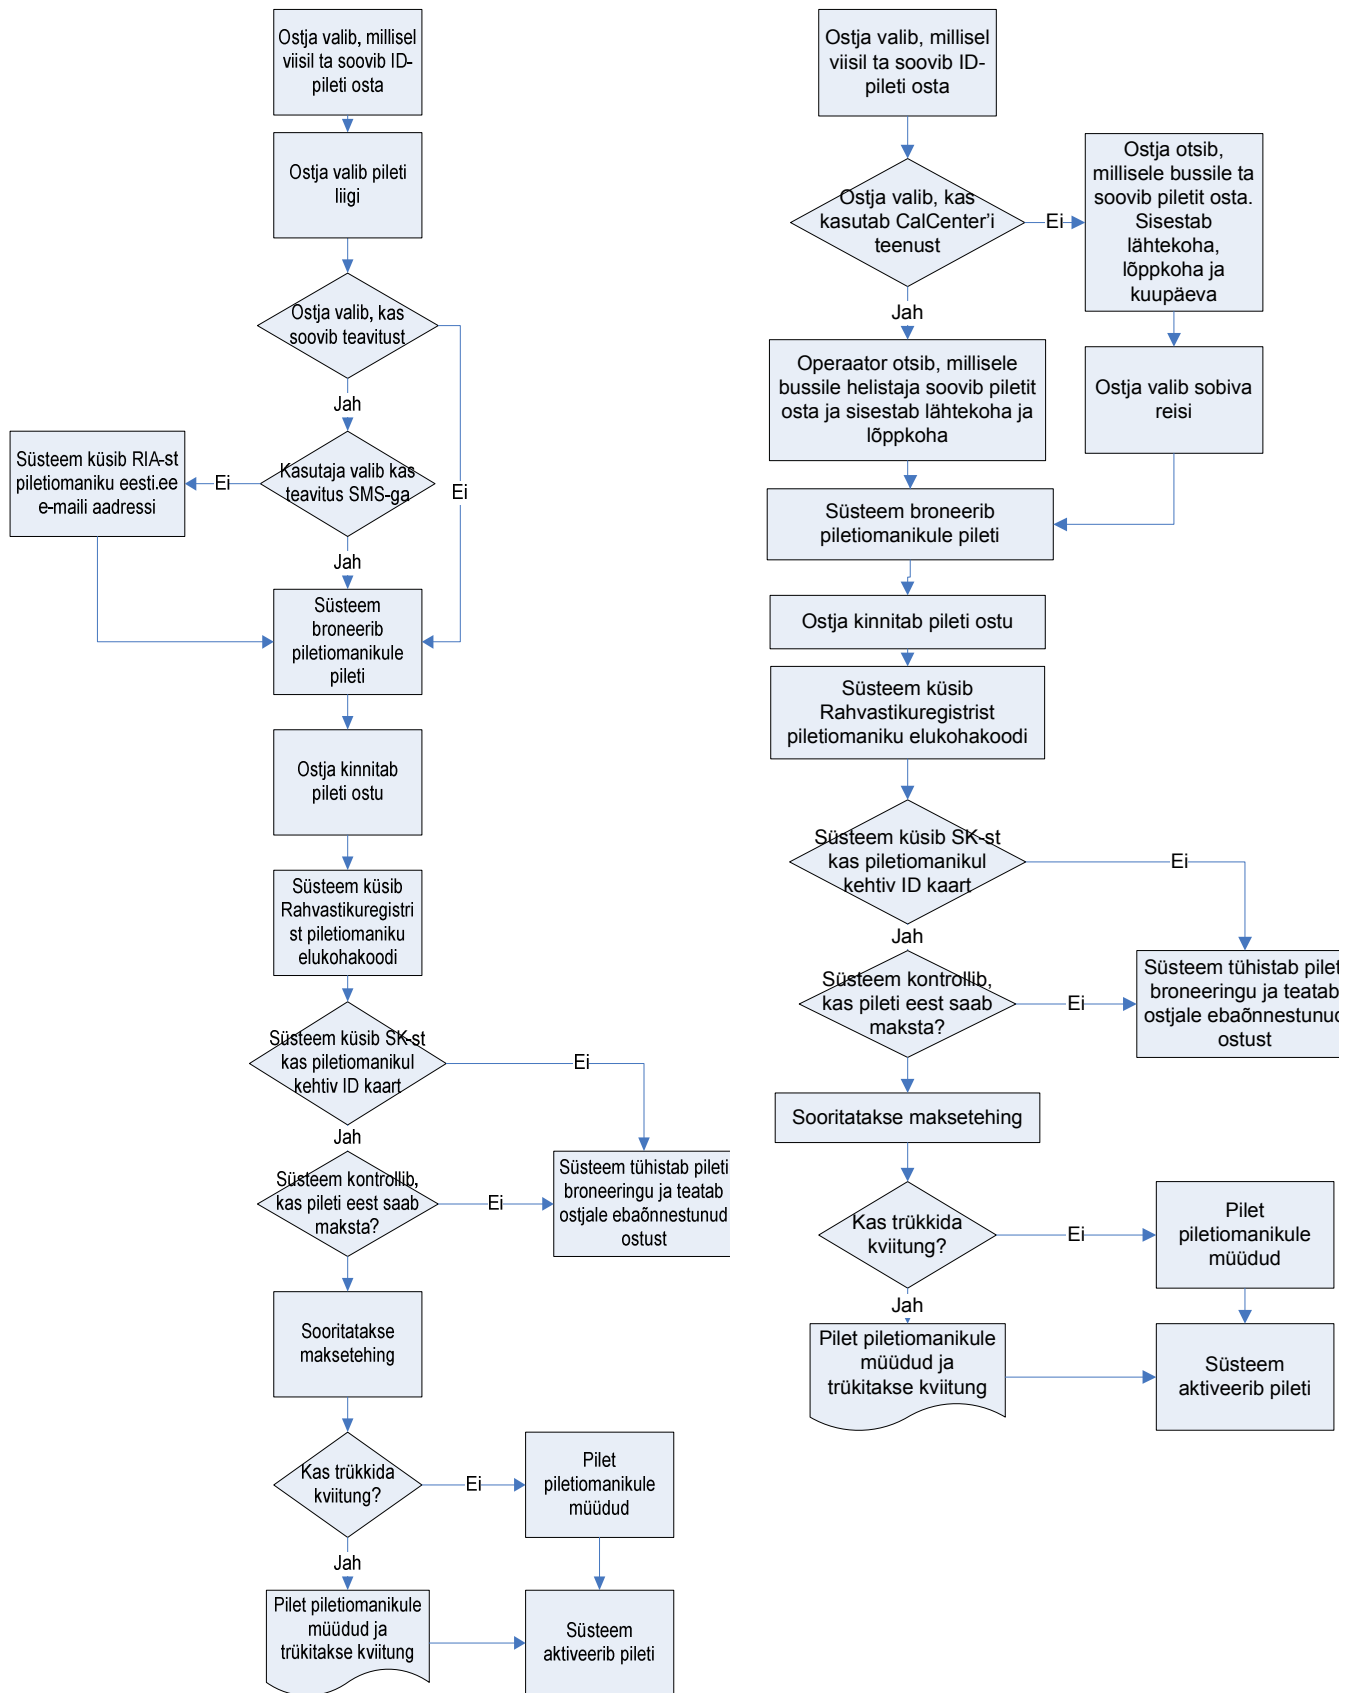 Ostja valib, millisel
viisil ta soovib ID-
pileti osta
Ostja valib pileti
liigi
Ostja valib, kas
soovib teavitust
Jah
Ei
Kasutaja valib kas
teavitus SMS-ga
Ei
Süsteem küsib RIA-st
piletiomaniku eesti.ee
e-maili aadressi
Jah
Süsteem
broneerib
piletiomanikule
pileti
Ostja kinnitab
pileti ostu
Süsteem küsib
Rahvastikuregistri
st piletiomaniku
elukohakoodi
Süsteem küsib SK-st
kas piletiomanikul
kehtiv ID kaart
Ei
Jah
Süsteem kontrollib,
kas pileti eest saab
maksta?
Ei
Süsteem tühistab pileti
broneeringu ja teatab
ostjale ebaõnnestunud
ostust
Sooritatakse
maksetehing
Kas trükkida
kviitung?
Ei
Pilet
piletiomanikule
müüdud
Jah
Pilet piletiomanikule
müüdud ja
trükitakse kviitung
Süsteem
aktiveerib pileti
Ostja valib, millisel
viisil ta soovib ID-
pileti osta
Ostja valib, kas
kasutab CalCenter’i
teenust
Ei
Ostja otsib,
millisele bussile ta
soovib piletit osta.
Sisestab
lähtekoha,
lõppkoha ja
kuupäeva
Jah
Operaator otsib, millisele
bussile helistaja soovib piletit
osta ja sisestab lähtekoha ja
lõppkoha
Ostja valib sobiva
reisi
Süsteem broneerib
piletiomanikule pileti
Ostja kinnitab pileti ostu
Süsteem küsib
Rahvastikuregistrist
piletiomaniku elukohakoodi
Süsteem küsib SK-st
kas piletiomanikul
kehtiv ID kaart
Ei
Jah
Süsteem kontrollib,
kas pileti eest saab
maksta?
Ei
Süsteem tühistab pilet
broneeringu ja teatab
ostjale ebaõnnestunud
ostust
Sooritatakse maksetehing
Kas trükkida
kviitung?
Ei
Pilet
piletiomanikule
müüdud
Jah
Pilet piletiomanikule
müüdud ja
trükitakse kviitung
Süsteem
aktiveerib pileti